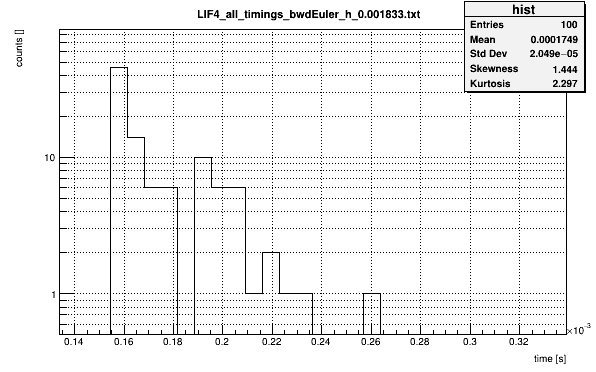 LIF4_all_timings_bwdEuler_h_0.001833.txt
hist
Entries 100
Mean 0.0001749
Std Dev 2.049e−05
Skewness 1.444
Kurtosis 2.297
counts []
10
1
0.14 0.16 0.18 0.2 0.22 0.24 0.26 0.28 0.3 0.32
×10⁻³
time [s]